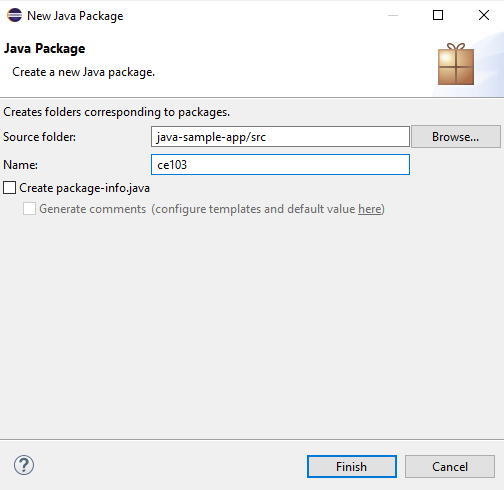 New Java Package
Java Package
Create a new Java package.
Creates folders corresponding to packages.
Source folder: java-sample-app/src Browse...
Name: ce103
Create package-info.java
Generate comments (configure templates and default value here)
? Finish Cancel